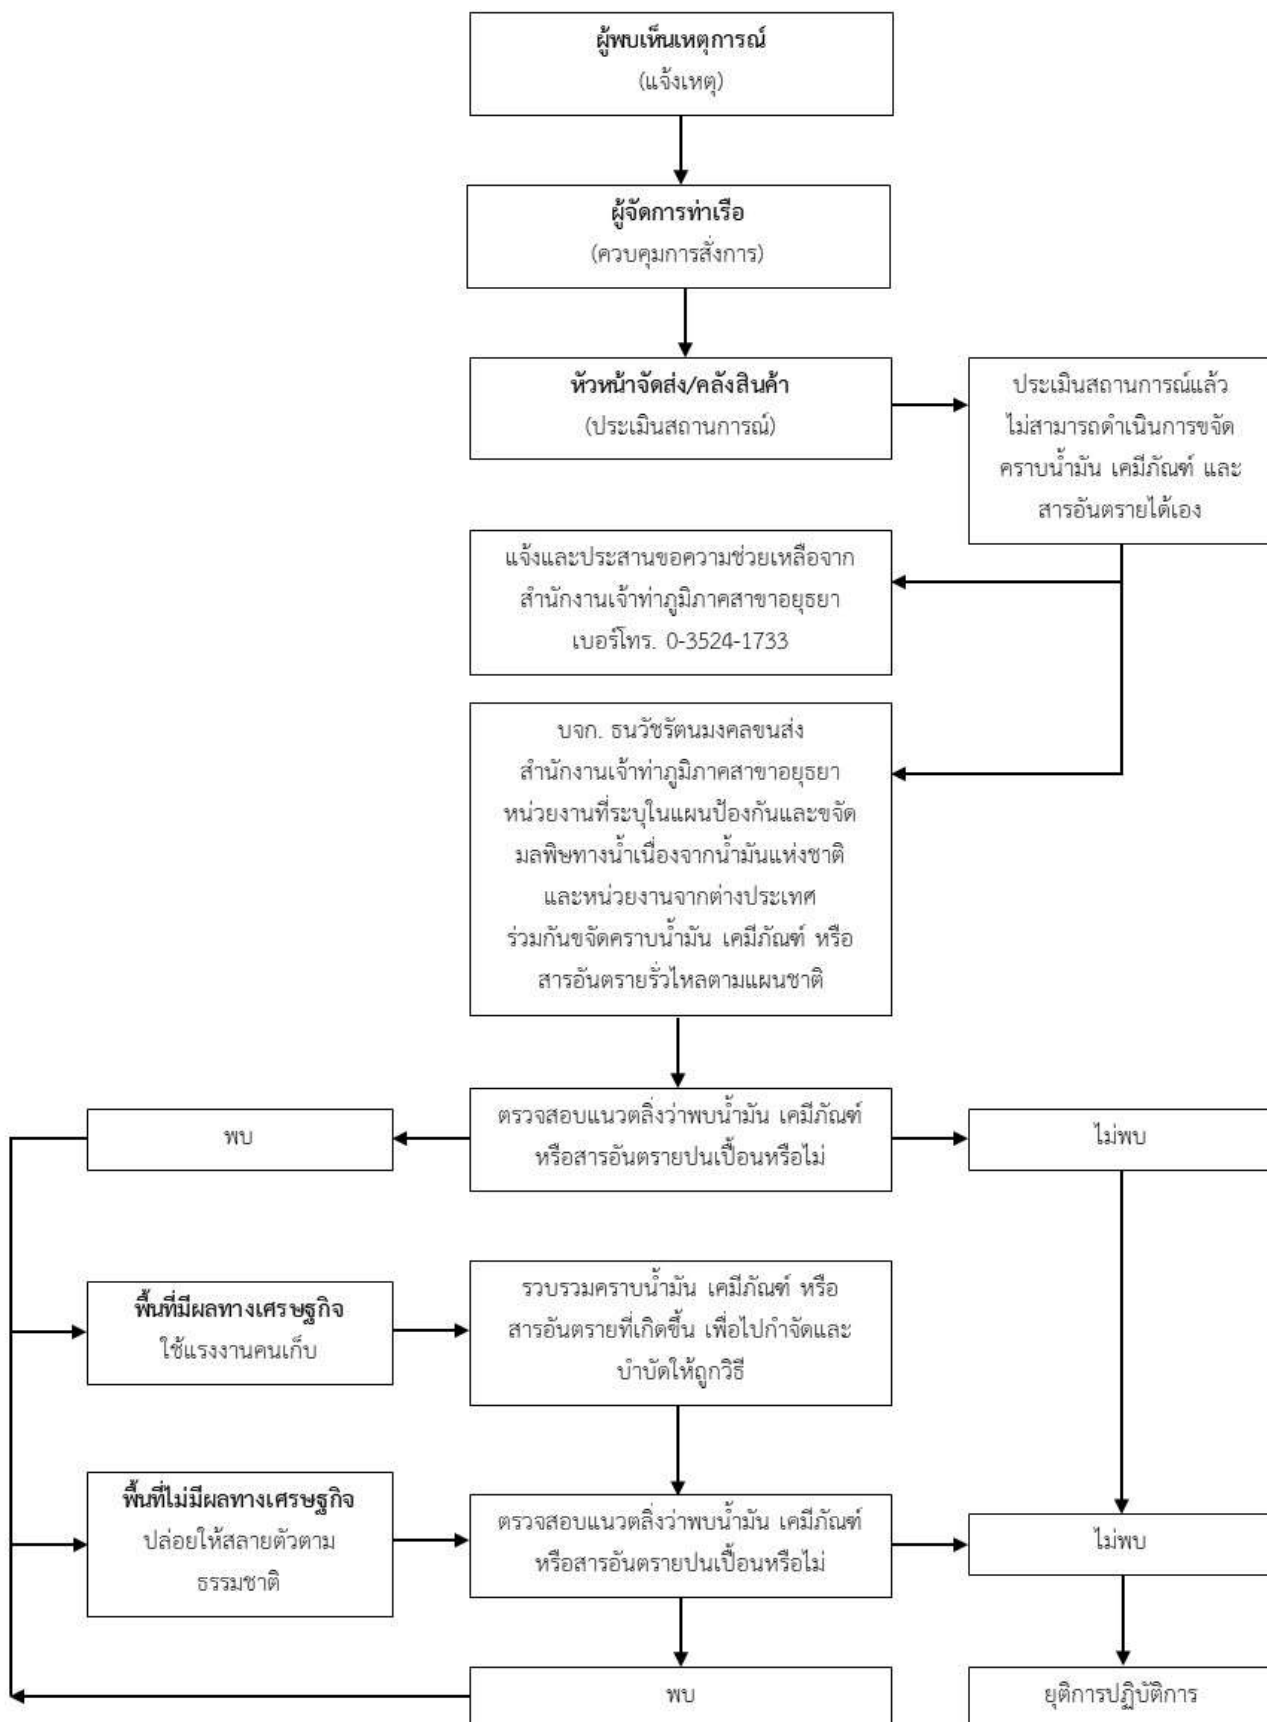 ผู้พบเห็นเหตุการณ์
(แจ้งเหตุ)
ผู้จัดการท่าเรือ
(ควบคุมการสั่งการ)
หัวหน้าจัดส่ง/คลังสินค้า
(ประเมินสถานการณ์)
ประเมินสถานการณ์แล้ว
ไม่สามารถดำเนินการขจัด
คราบน้ำมัน เคมีภัณฑ์ และ
สารอันตรายได้เอง
แจ้งและประสานขอความช่วยเหลือจาก
สำนักงานเจ้าท่าภูมิภาคสาขาอยุธยา
เบอร์โทร. 0-3524-1733
บจก. ธนวัชรัตนมงคลขนส่ง
สำนักงานเจ้าท่าภูมิภาคสาขาอยุธยา
หน่วยงานที่ระบุในแผนป้องกันและขจัด
มลพิษทางน้ำเนื่องจากน้ำมันแห่งชาติ
และหน่วยงานจากต่างประเทศ
ร่วมกันขจัดคราบน้ำมัน เคมีภัณฑ์ หรือ
สารอันตรายรั่วไหลตามแผนชาติ
พบ
ตรวจสอบแนวตลิ่งว่าพบน้ำมัน เคมีภัณฑ์
หรือสารอันตรายปนเปื้อนหรือไม่
ไม่พบ
พื้นที่มีผลทางเศรษฐกิจ
ใช้แรงงานคนเก็บ
รวบรวมคราบน้ำมัน เคมีภัณฑ์ หรือ
สารอันตรายที่เกิดขึ้น เพื่อไปกำจัดและ
บำบัดให้ถูกวิธี
พื้นที่ไม่มีผลทางเศรษฐกิจ
ปล่อยให้สลายตัวตาม
ธรรมชาติ
ตรวจสอบแนวตลิ่งว่าพบน้ำมัน เคมีภัณฑ์
หรือสารอันตรายปนเปื้อนหรือไม่
ไม่พบ
พบ
ยุติการปฏิบัติการ